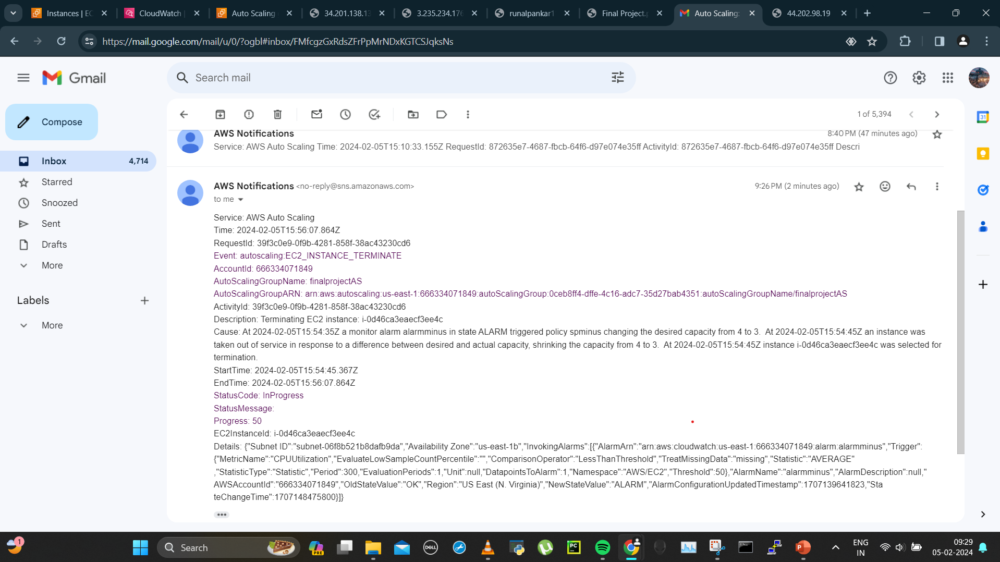 Instances | EC
CloudWatch |
Auto Scaling
34.201.138.13
3.235.234.176
runalpankar1
Final Project.p
Auto Scaling:
44.202.98.19
https://mail.google.com/mail/u/0/?ogbl#inbox/FMfcgzGxRdsZFrPpMrNDxKGTCSJqksNs
Gmail
Search mail
Compose
1 of 5,394
Inbox 4,714
Starred
Snoozed
Sent
Drafts
More
Labels
More
AWS Notifications
8:40 PM (47 minutes ago)
Service: AWS Auto Scaling Time: 2024-02-05T15:10:33.155Z RequestId: 872635e7-4687-fbcb-64f6-d97e074e35ff ActivityId: 872635e7-4687-fbcb-64f6-d97e074e35ff Descri
AWS Notifications <no-reply@sns.amazonaws.com>
9:26 PM (2 minutes ago)
to me
Service: AWS Auto Scaling
Time: 2024-02-05T15:56:07.864Z
RequestId: 39f3c0e9-0f9b-4281-858f-38ac43230cd6
Event: autoscaling:EC2_INSTANCE_TERMINATE
AccountId: 666334071849
AutoScalingGroupName: finalprojectAS
AutoScalingGroupARN: arn:aws:autoscaling:us-east-1:666334071849:autoScalingGroup:0ceb8ff4-dffe-4c16-adc7-35d27bab4351:autoScalingGroupName/finalprojectAS
ActivityId: 39f3c0e9-0f9b-4281-858f-38ac43230cd6
Description: Terminating EC2 instance: i-0d46ca3eaecf3ee4c
Cause: At 2024-02-05T15:54:35Z a monitor alarm alarmminus in state ALARM triggered policy spminus changing the desired capacity from 4 to 3. At 2024-02-05T15:54:45Z an instance was
taken out of service in response to a difference between desired and actual capacity, shrinking the capacity from 4 to 3. At 2024-02-05T15:54:45Z instance i-0d46ca3eaecf3ee4c was selected for
termination.
StartTime: 2024-02-05T15:54:45.367Z
EndTime: 2024-02-05T15:56:07.864Z
StatusCode: InProgress
StatusMessage:
Progress: 50
EC2InstanceId: i-0d46ca3eaecf3ee4c
Details: {"Subnet ID":"subnet-06f8b521b8dafb9da","Availability Zone":"us-east-1b","InvokingAlarms":[{"AlarmArn":"arn:aws:cloudwatch:us-east-1:666334071849:alarm:alarmminus","Trigger":
{"MetricName":"CPUUtilization","EvaluateLowSampleCountPercentile":"","ComparisonOperator":"LessThanThreshold","TreatMissingData":"missing","Statistic":"AVERAGE"
,"StatisticType":"Statistic","Period":300,"EvaluationPeriods":1,"Unit":null,"DatapointsToAlarm":1,"Namespace":"AWS/EC2","Threshold":50},"AlarmName":"alarmminus","AlarmDescription":null,"
AWSAccountId":"666334071849","OldStateValue":"OK","Region":"US East (N. Virginia)","NewStateValue":"ALARM","AlarmConfigurationUpdatedTimestamp":1707139641823,"Sta
teChangeTime":1707148475800}]}
31
1
Search
PRE
DELL
PC
P
ENG
IN
09:29
05-02-2024